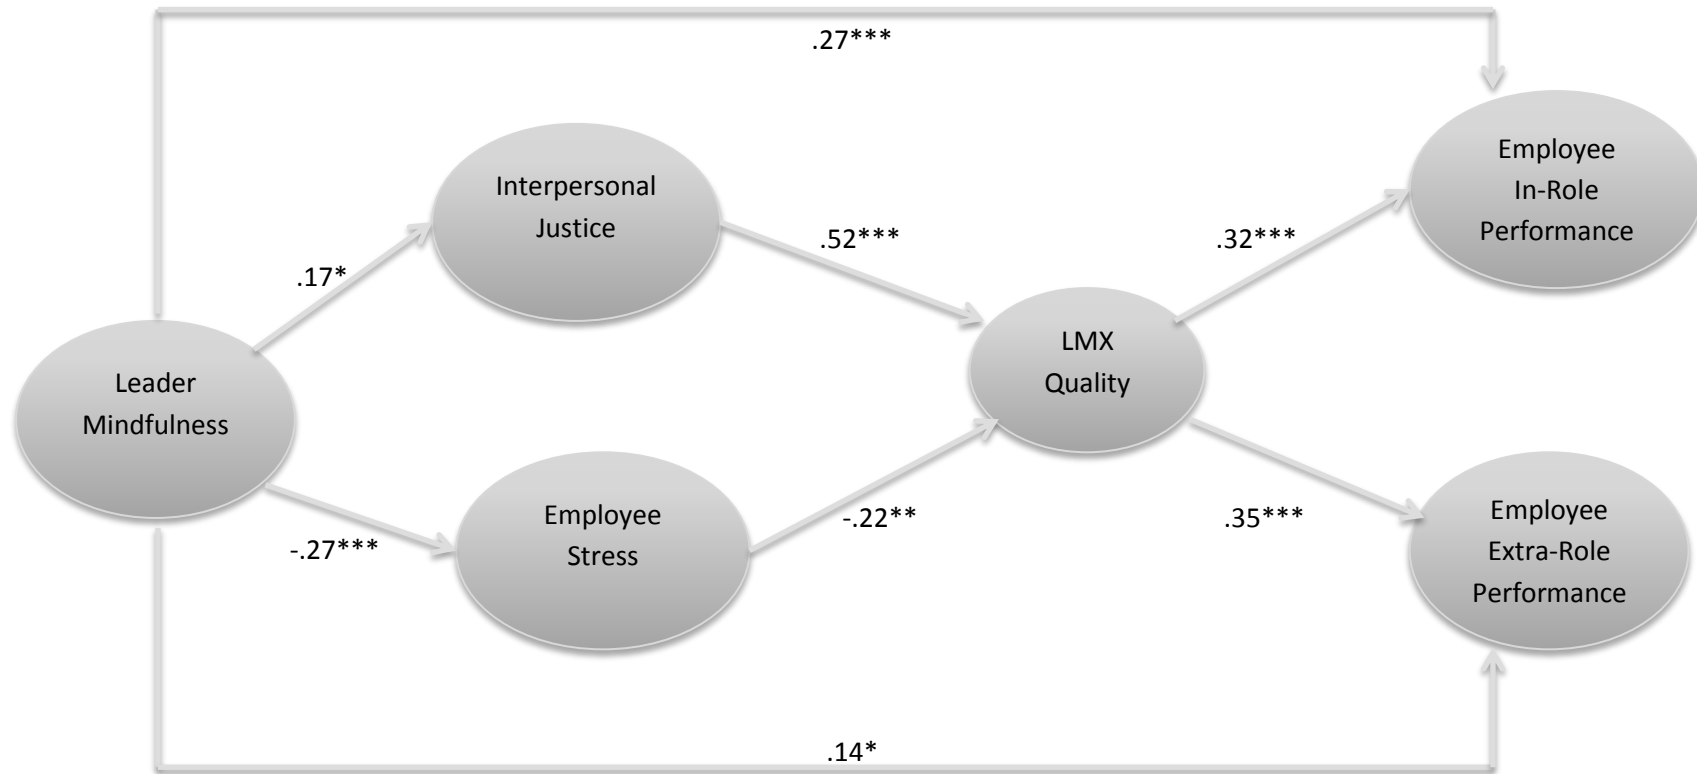 .27***
Employee
In-Role
Performance
Interpersonal
Justice
.52***
.32***
.17*
LMX
Quality
Leader
Mindfulness
Employee
Stress
-.27***
-.22**
.35***
Employee
Extra-Role
Performance
.14*